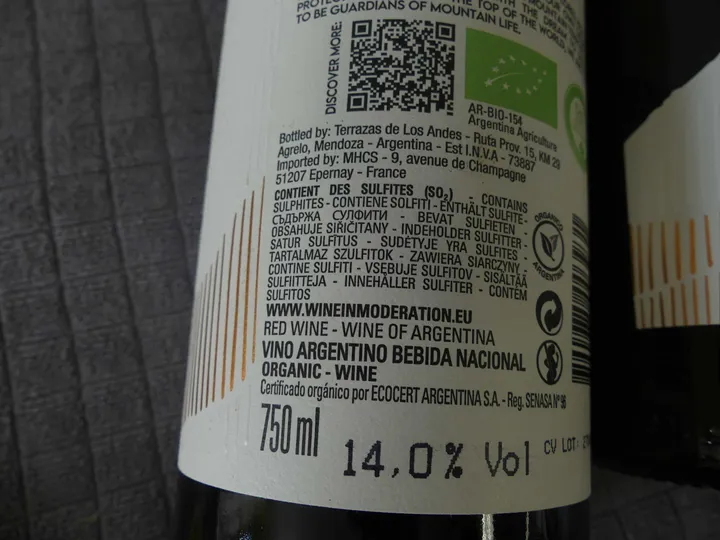 TO BE GUARDIANS OF MOUNTAIN LIFE.
DISCOVER MORE:
AR-BIO-154
Argentina Agriculture
Bottled by: Terrazas de Los Andes - Ruta Prov. 15, KM 29
Agrelo, Mendoza - Argentina - Est I.N.V.A - 73887
Imported by: MHCS - 9, avenue de Champagne
51207 Epernay - France
CONTIENT DES SULFITES (SO₂) - CONTAINS
SULPHITES - CONTIENE SOLFITI - ENTHÄLT SULFITE -
СЪДЪРЖА СУЛФИТИ - BEVAT SULFIETEN
OBSAHUJE SIŘIČITANY - INDEHOLDER SULFITTER -
SATUR SULFITUS - SUDĖTYJE YRA SULFITES -
TARTALMAZ SZULFITOK - ZAWIERA SIARCZYNY -
CONTINE SULFITI - VSEBUJE SULFITOV - SISÄLTÄÄ
SULFIITTEJA - INNEHÅLLER SULFITER - CONTÉM
SULFITOS
ORGANIC
ARGENTINA
WWW.WINEINMODERATION.EU
RED WINE - WINE OF ARGENTINA
VINO ARGENTINO BEBIDA NACIONAL
ORGANIC - WINE
Certificado orgánico por ECOCERT ARGENTINA S.A. - Reg. SENASA Nº 98
750 ml
14,0% Vol
CV LOT: